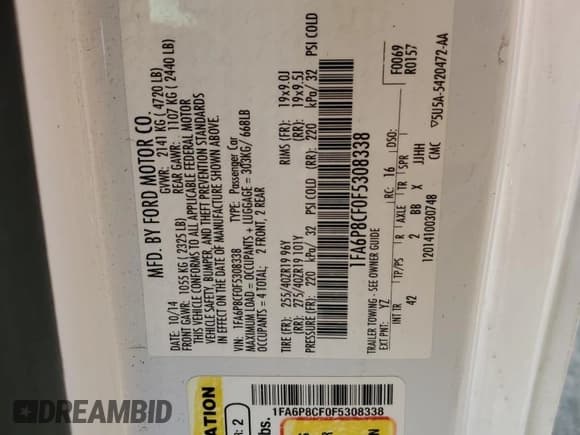 MFD. BY FORD MOTOR CO.
DATE: 10/14 GVWR: 2141 KG ( 4720 LB)
FRONT GAWR: 1055 KG ( 2325 LB) REAR GAWR: 1107 KG ( 2440 LB)
THIS VEHICLE CONFORMS TO ALL APPLICABLE FEDERAL MOTOR
VEHICLE SAFETY, BUMPER, AND THEFT PREVENTION STANDARDS
IN EFFECT ON THE DATE OF MANUFACTURE SHOWN ABOVE.
VIN: 1FA6P8CF0F5308338 TYPE: Passenger Car
MAXIMUM LOAD = OCCUPANTS + LUGGAGE = 303KG/ 668LB
OCCUPANTS = 4 TOTAL; 2 FRONT, 2 REAR
TIRE (FR): 255/40ZR19 96Y RIMS (FR): 19x9.0J
(RR): 275/40ZR19 101Y (RR): 19x9.5J
PRESSURE (FR): 220 kPa/ 32 PSI COLD (RR): 220 kPa/ 32 PSI COLD
1FA6P8CF0F5308338
TRAILER TOWING - SEE OWNER GUIDE
F0069
R0157
EXT PNT: YZ RC: 16 DSO:
INT TR TP/PS R AXLE TR SPR
42 2 BB X JJHH
1201410030748 CMC
▽5U5A-5420472-AA
1FA6P8CF0F5308338
ATION
R: 2
lbs.
DREAMBID